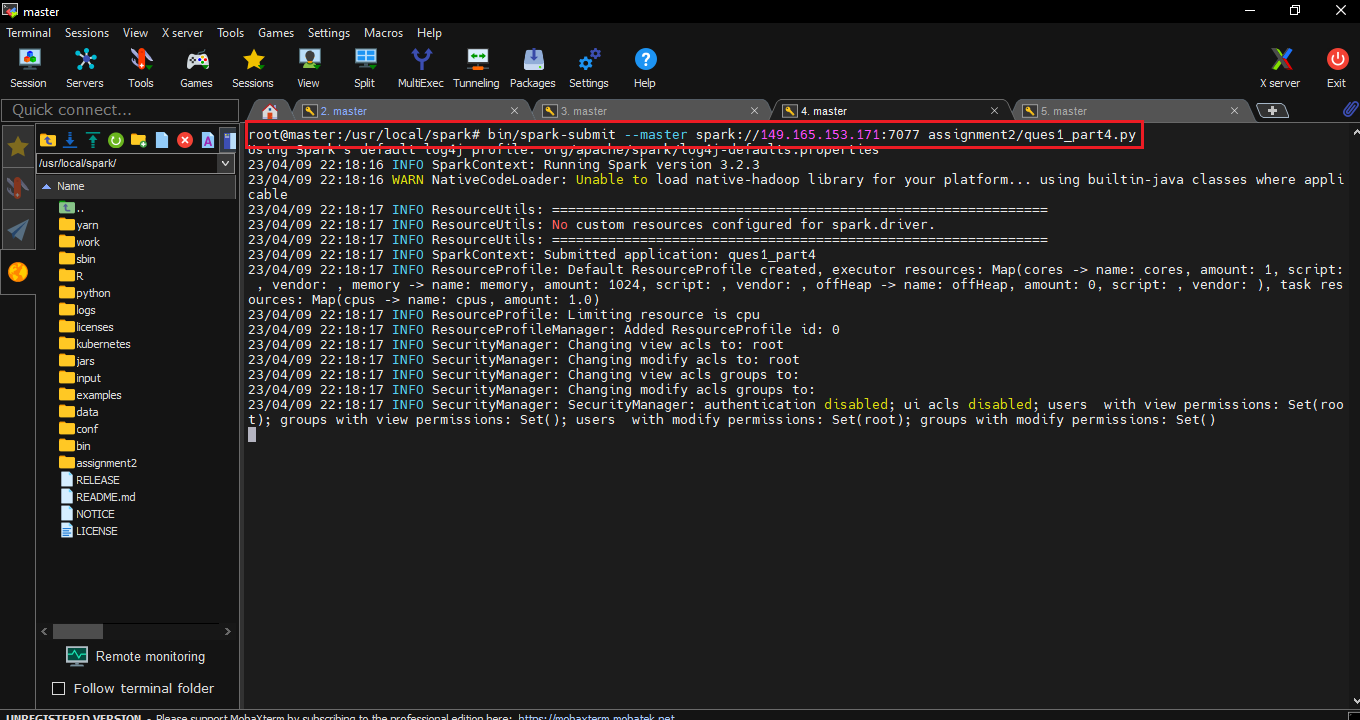 master
Terminal Sessions View X server Tools Games Settings Macros Help
Session Servers Tools Games Sessions View Split MultiExec Tunneling Packages Settings Help X server Exit
Quick connect...
2. master
3. master
4. master
5. master
/usr/local/spark/
Name
..
yarn
work
sbin
R
python
logs
licenses
kubernetes
jars
input
examples
data
conf
bin
assignment2
RELEASE
README.md
NOTICE
LICENSE
Remote monitoring
Follow terminal folder
root@master:/usr/local/spark# bin/spark-submit --master spark://149.165.153.171:7077 assignment2/ques1_part4.py
Using Spark's default log4j profile: org/apache/spark/log4j-defaults.properties
23/04/09 22:18:16 INFO SparkContext: Running Spark version 3.2.3
23/04/09 22:18:16 WARN NativeCodeLoader: Unable to load native-hadoop library for your platform... using builtin-java classes where appli
cable
23/04/09 22:18:17 INFO ResourceUtils: ==============================================================
23/04/09 22:18:17 INFO ResourceUtils: No custom resources configured for spark.driver.
23/04/09 22:18:17 INFO ResourceUtils: ==============================================================
23/04/09 22:18:17 INFO SparkContext: Submitted application: ques1_part4
23/04/09 22:18:17 INFO ResourceProfile: Default ResourceProfile created, executor resources: Map(cores -> name: cores, amount: 1, script:
 , vendor: , memory -> name: memory, amount: 1024, script: , vendor: , offHeap -> name: offHeap, amount: 0, script: , vendor: ), task res
ources: Map(cpus -> name: cpus, amount: 1.0)
23/04/09 22:18:17 INFO ResourceProfile: Limiting resource is cpu
23/04/09 22:18:17 INFO ResourceProfileManager: Added ResourceProfile id: 0
23/04/09 22:18:17 INFO SecurityManager: Changing view acls to: root
23/04/09 22:18:17 INFO SecurityManager: Changing modify acls to: root
23/04/09 22:18:17 INFO SecurityManager: Changing view acls groups to:
23/04/09 22:18:17 INFO SecurityManager: Changing modify acls groups to:
23/04/09 22:18:17 INFO SecurityManager: SecurityManager: authentication disabled; ui acls disabled; users  with view permissions: Set(roo
t); groups with view permissions: Set(); users  with modify permissions: Set(root); groups with modify permissions: Set()
UNREGISTERED VERSION - Please support MobaXterm by subscribing to the professional edition here: https://mobaxterm.mobatek.net